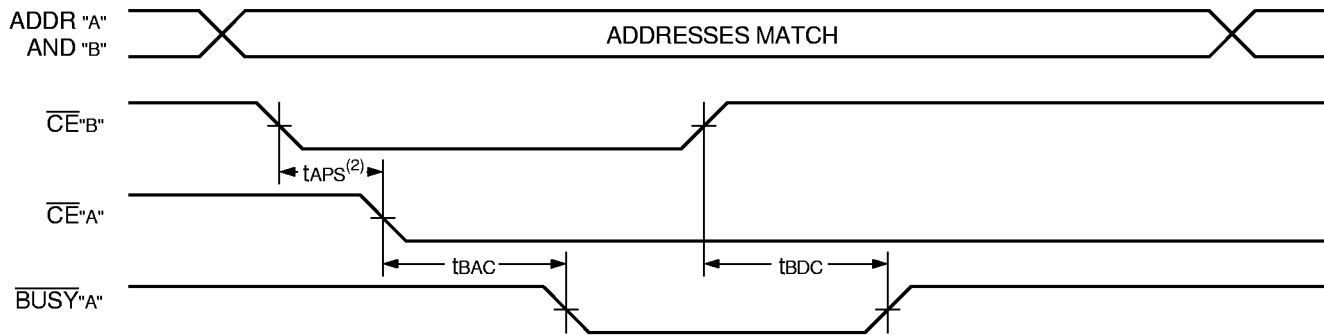 ADDR "A"
AND "B"
ADDRESSES MATCH
CE"B"
tAPS(2)
CE"A"
tBAC
tBDC
BUSY"A"